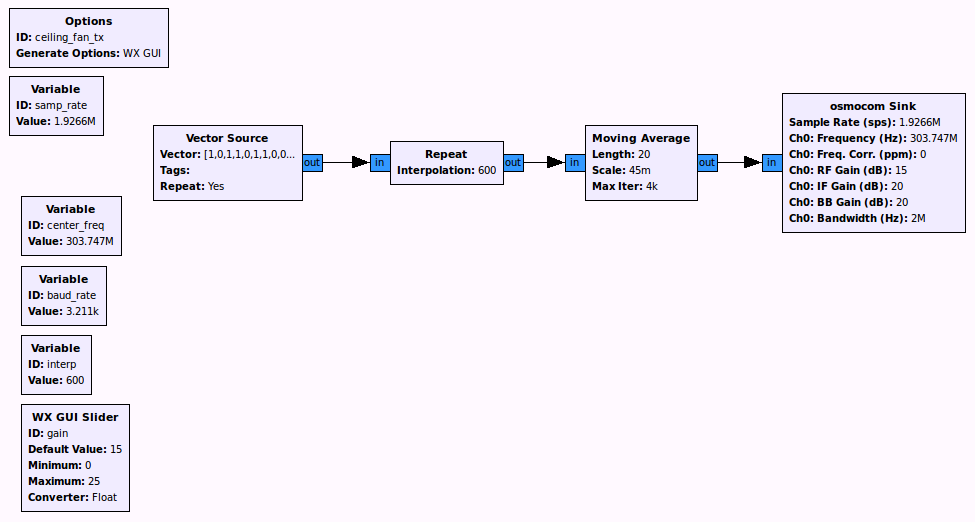 Options
ID: ceiling_fan_tx
Generate Options: WX GUI
Variable
ID: samp_rate
Value: 1.9266M
Vector Source
Vector: [1,0,1,1,0,1,1,0,0...
Tags:
Repeat: Yes
out
in
Repeat
Interpolation: 600
out
in
Moving Average
Length: 20
Scale: 45m
Max Iter: 4k
out
in
osmocom Sink
Sample Rate (sps): 1.9266M
Ch0: Frequency (Hz): 303.747M
Ch0: Freq. Corr. (ppm): 0
Ch0: RF Gain (dB): 15
Ch0: IF Gain (dB): 20
Ch0: BB Gain (dB): 20
Ch0: Bandwidth (Hz): 2M
Variable
ID: center_freq
Value: 303.747M
Variable
ID: baud_rate
Value: 3.211k
Variable
ID: interp
Value: 600
WX GUI Slider
ID: gain
Default Value: 15
Minimum: 0
Maximum: 25
Converter: Float